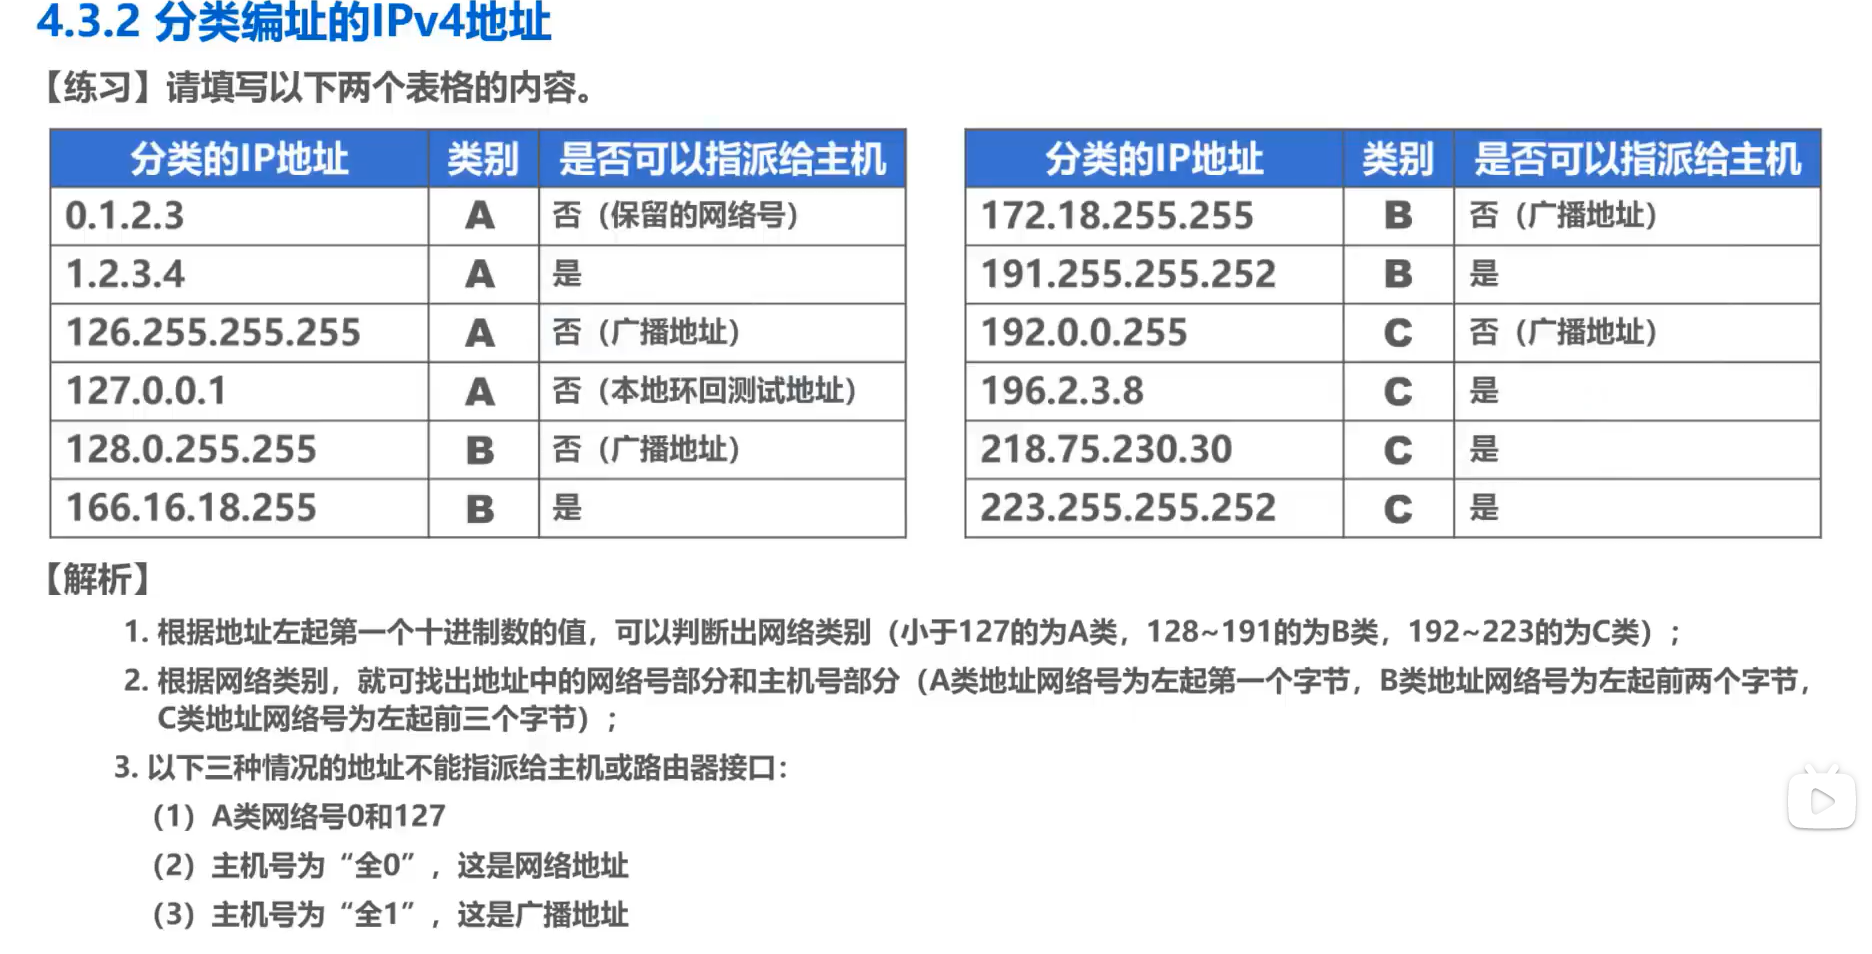 4.3.2 分类编址的IPv4地址
【练习】请填写以下两个表格的内容。
分类的IP地址 类别 是否可以指派给主机
0.1.2.3 A 否（保留的网络号）
1.2.3.4 A 是
126.255.255.255 A 否（广播地址）
127.0.0.1 A 否（本地环回测试地址）
128.0.255.255 B 否（广播地址）
166.16.18.255 B 是
分类的IP地址 类别 是否可以指派给主机
172.18.255.255 B 否（广播地址）
191.255.255.252 B 是
192.0.0.255 C 否（广播地址）
196.2.3.8 C 是
218.75.230.30 C 是
223.255.255.252 C 是
【解析】
1. 根据地址左起第一个十进制数的值，可以判断出网络类别（小于127的为A类，128~191的为B类，192~223的为C类）；
2. 根据网络类别，就可找出地址中的网络号部分和主机号部分（A类地址网络号为左起第一个字节，B类地址网络号为左起前两个字节，
C类地址网络号为左起前三个字节）；
3. 以下三种情况的地址不能指派给主机或路由器接口：
（1）A类网络号0和127
（2）主机号为“全0”，这是网络地址
（3）主机号为“全1”，这是广播地址